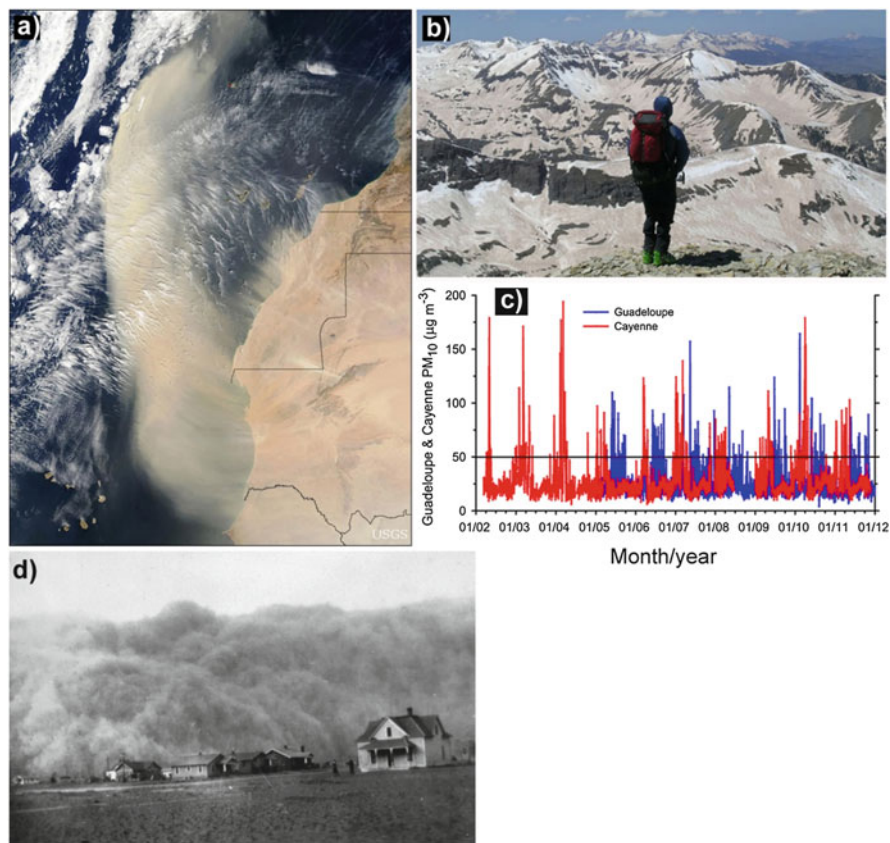 a)
USGS
b)
c)
Guadeloupe & Cayenne PM10 (µg m-3)
200
150
100
50
0
Guadeloupe
Cayenne
01/02 01/03 01/04 01/05 01/06 01/07 01/08 01/09 01/10 01/11 01/12
Month/year
d)